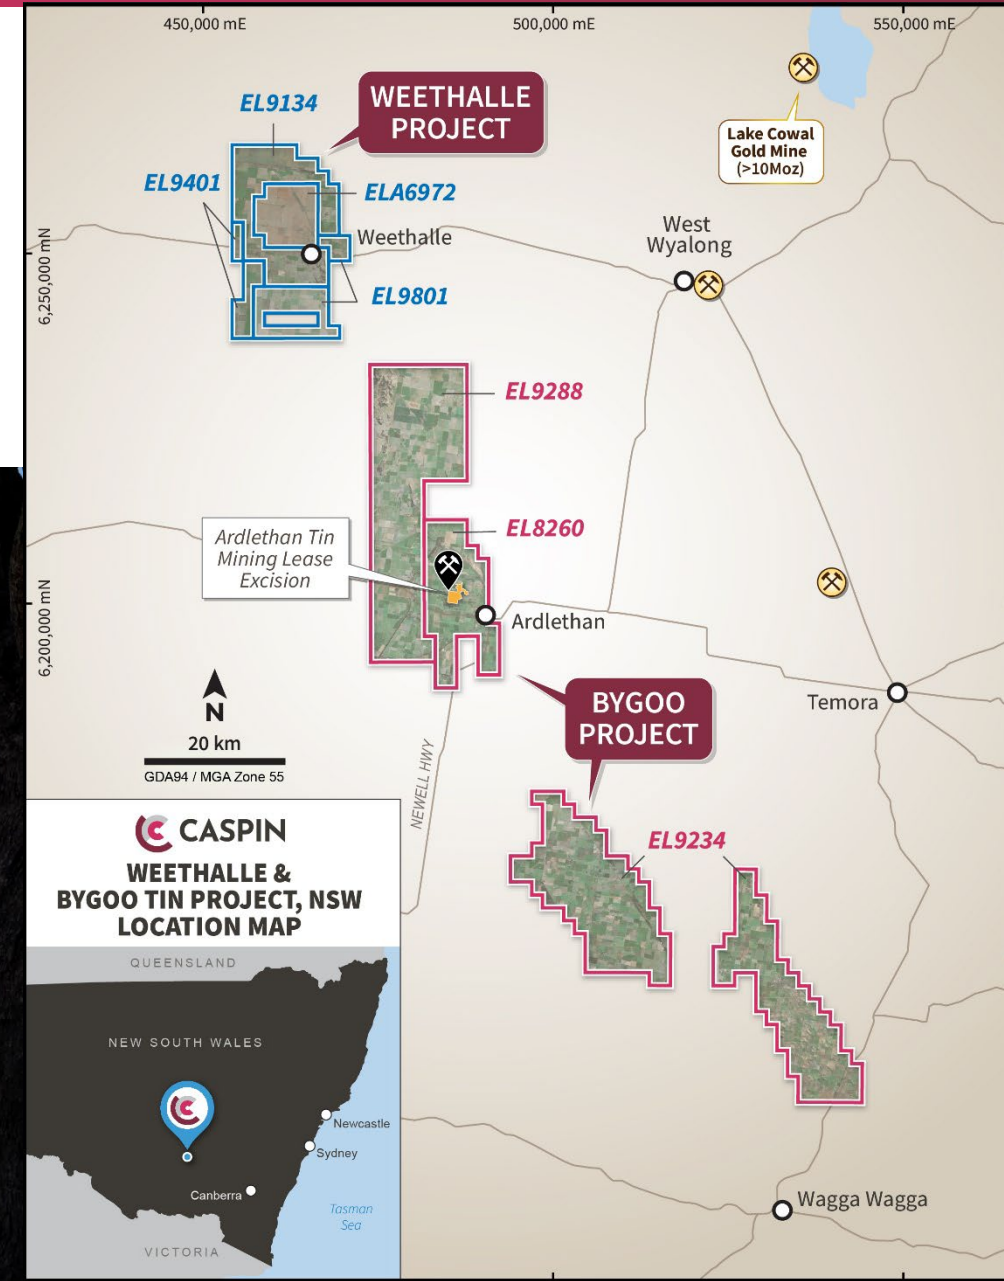 450,000 mE
500,000 mE
550,000 mE
6,250,000 mN
6,200,000 mN
EL9134
WEETHALLE
PROJECT
EL9401
ELA6972
Weethalle
EL9801
Lake Cowal
Gold Mine
(>10Moz)
West
Wyalong
EL9288
EL8260
Ardlethan Tin
Mining Lease
Excision
Ardlethan
BYGOO
PROJECT
Temora
N
20 km
GDA94 / MGA Zone 55
NEWELL HWY
EL9234
Wagga Wagga
CASPIN
WEETHALLE &
BYGOO TIN PROJECT, NSW
LOCATION MAP
QUEENSLAND
NEW SOUTH WALES
Newcastle
Sydney
Canberra
Tasman
Sea
VICTORIA